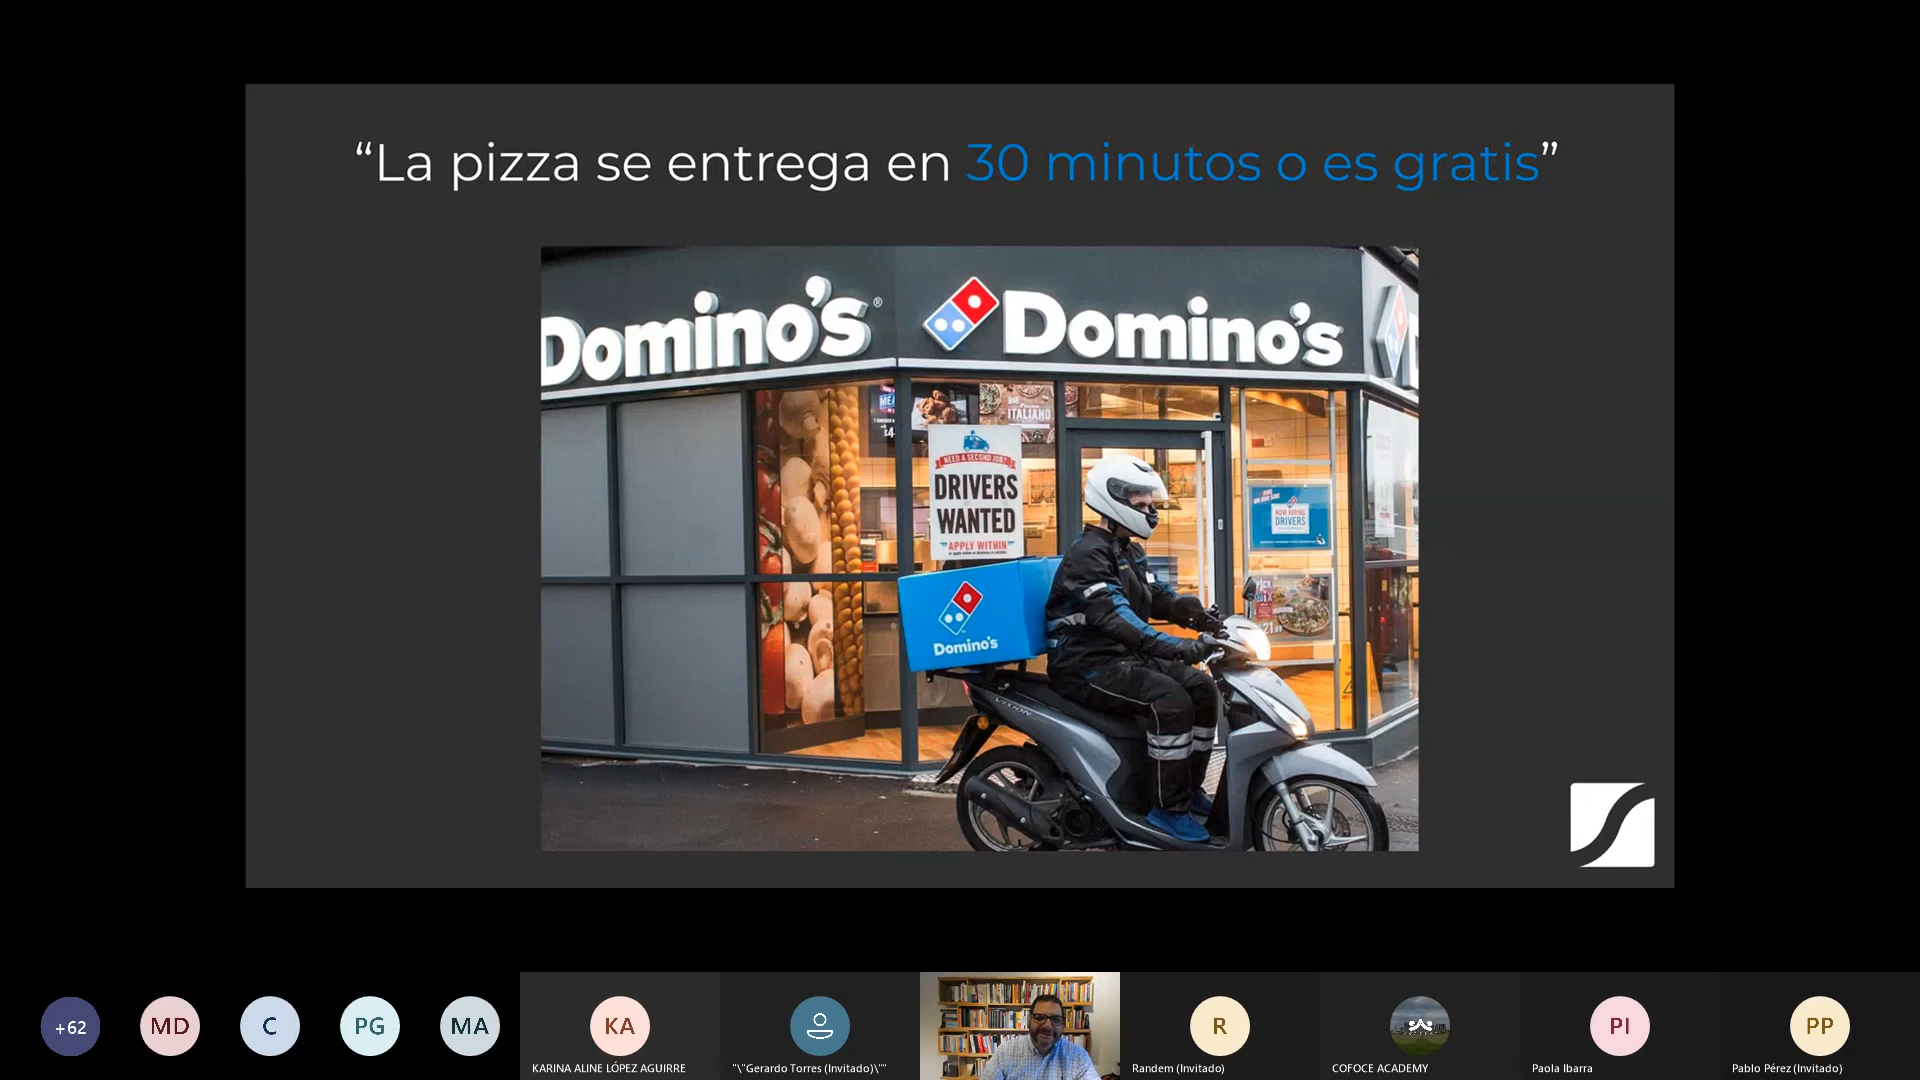 “La pizza se entrega en 30 minutos o es gratis”
Domino's®
Domino's
ITALIANO
NEED A SECOND JOB?
DRIVERS
WANTED
APPLY WITHIN
NOW HIRING
DRIVERS
Domino's
VISION
+62
MD
C
PG
MA
KA
R
PI
PP
KARINA ALINE LÓPEZ AGUIRRE
"\"Gerardo Torres (Invitado)\""
Randem (Invitado)
COFOCE ACADEMY
Paola Ibarra
Pablo Pérez (Invitado)